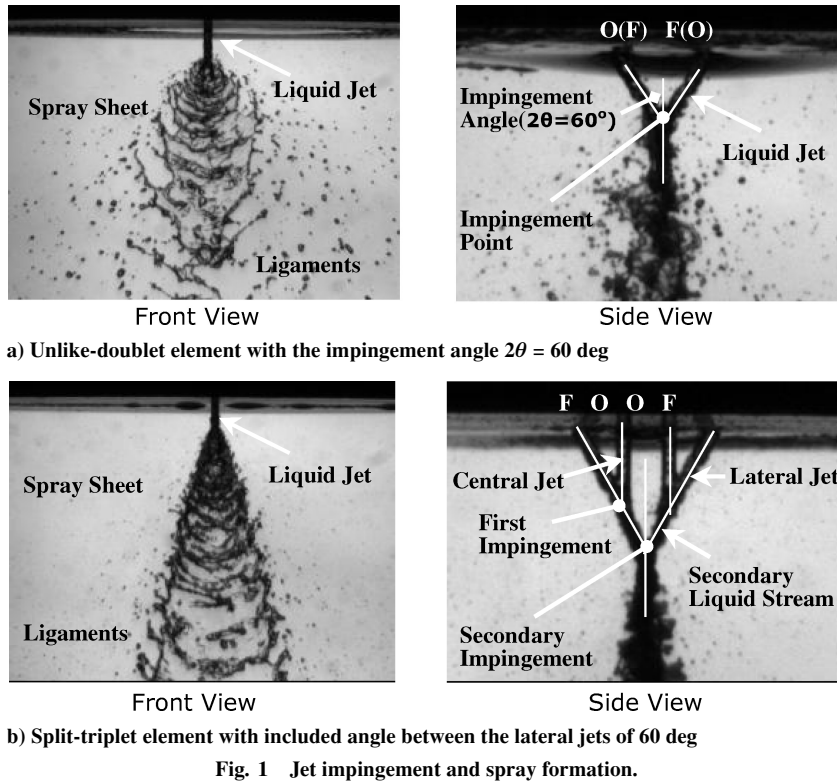 Spray Sheet
Liquid Jet
Ligaments
Front View
O(F) F(O)
Impingement
Angle(2θ=60°)
Liquid Jet
Impingement
Point
Side View
a) Unlike-doublet element with the impingement angle 2θ = 60 deg
Liquid Jet
Spray Sheet
Ligaments
Front View
F O O F
Central Jet
Lateral Jet
First
Impingement
Secondary
Liquid Stream
Secondary
Impingement
Side View
b) Split-triplet element with included angle between the lateral jets of 60 deg
Fig. 1 Jet impingement and spray formation.